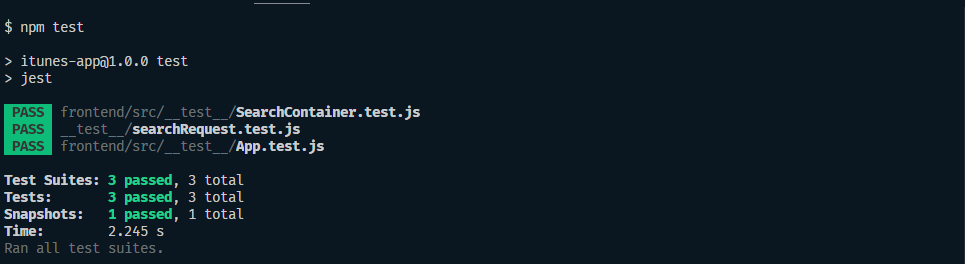 $ npm test
> itunes-app@1.0.0 test
> jest
PASS frontend/src/__test__/SearchContainer.test.js
PASS __test__/searchRequest.test.js
PASS frontend/src/__test__/App.test.js
Test Suites: 3 passed, 3 total
Tests: 3 passed, 3 total
Snapshots: 1 passed, 1 total
Time: 2.245 s
Ran all test suites.